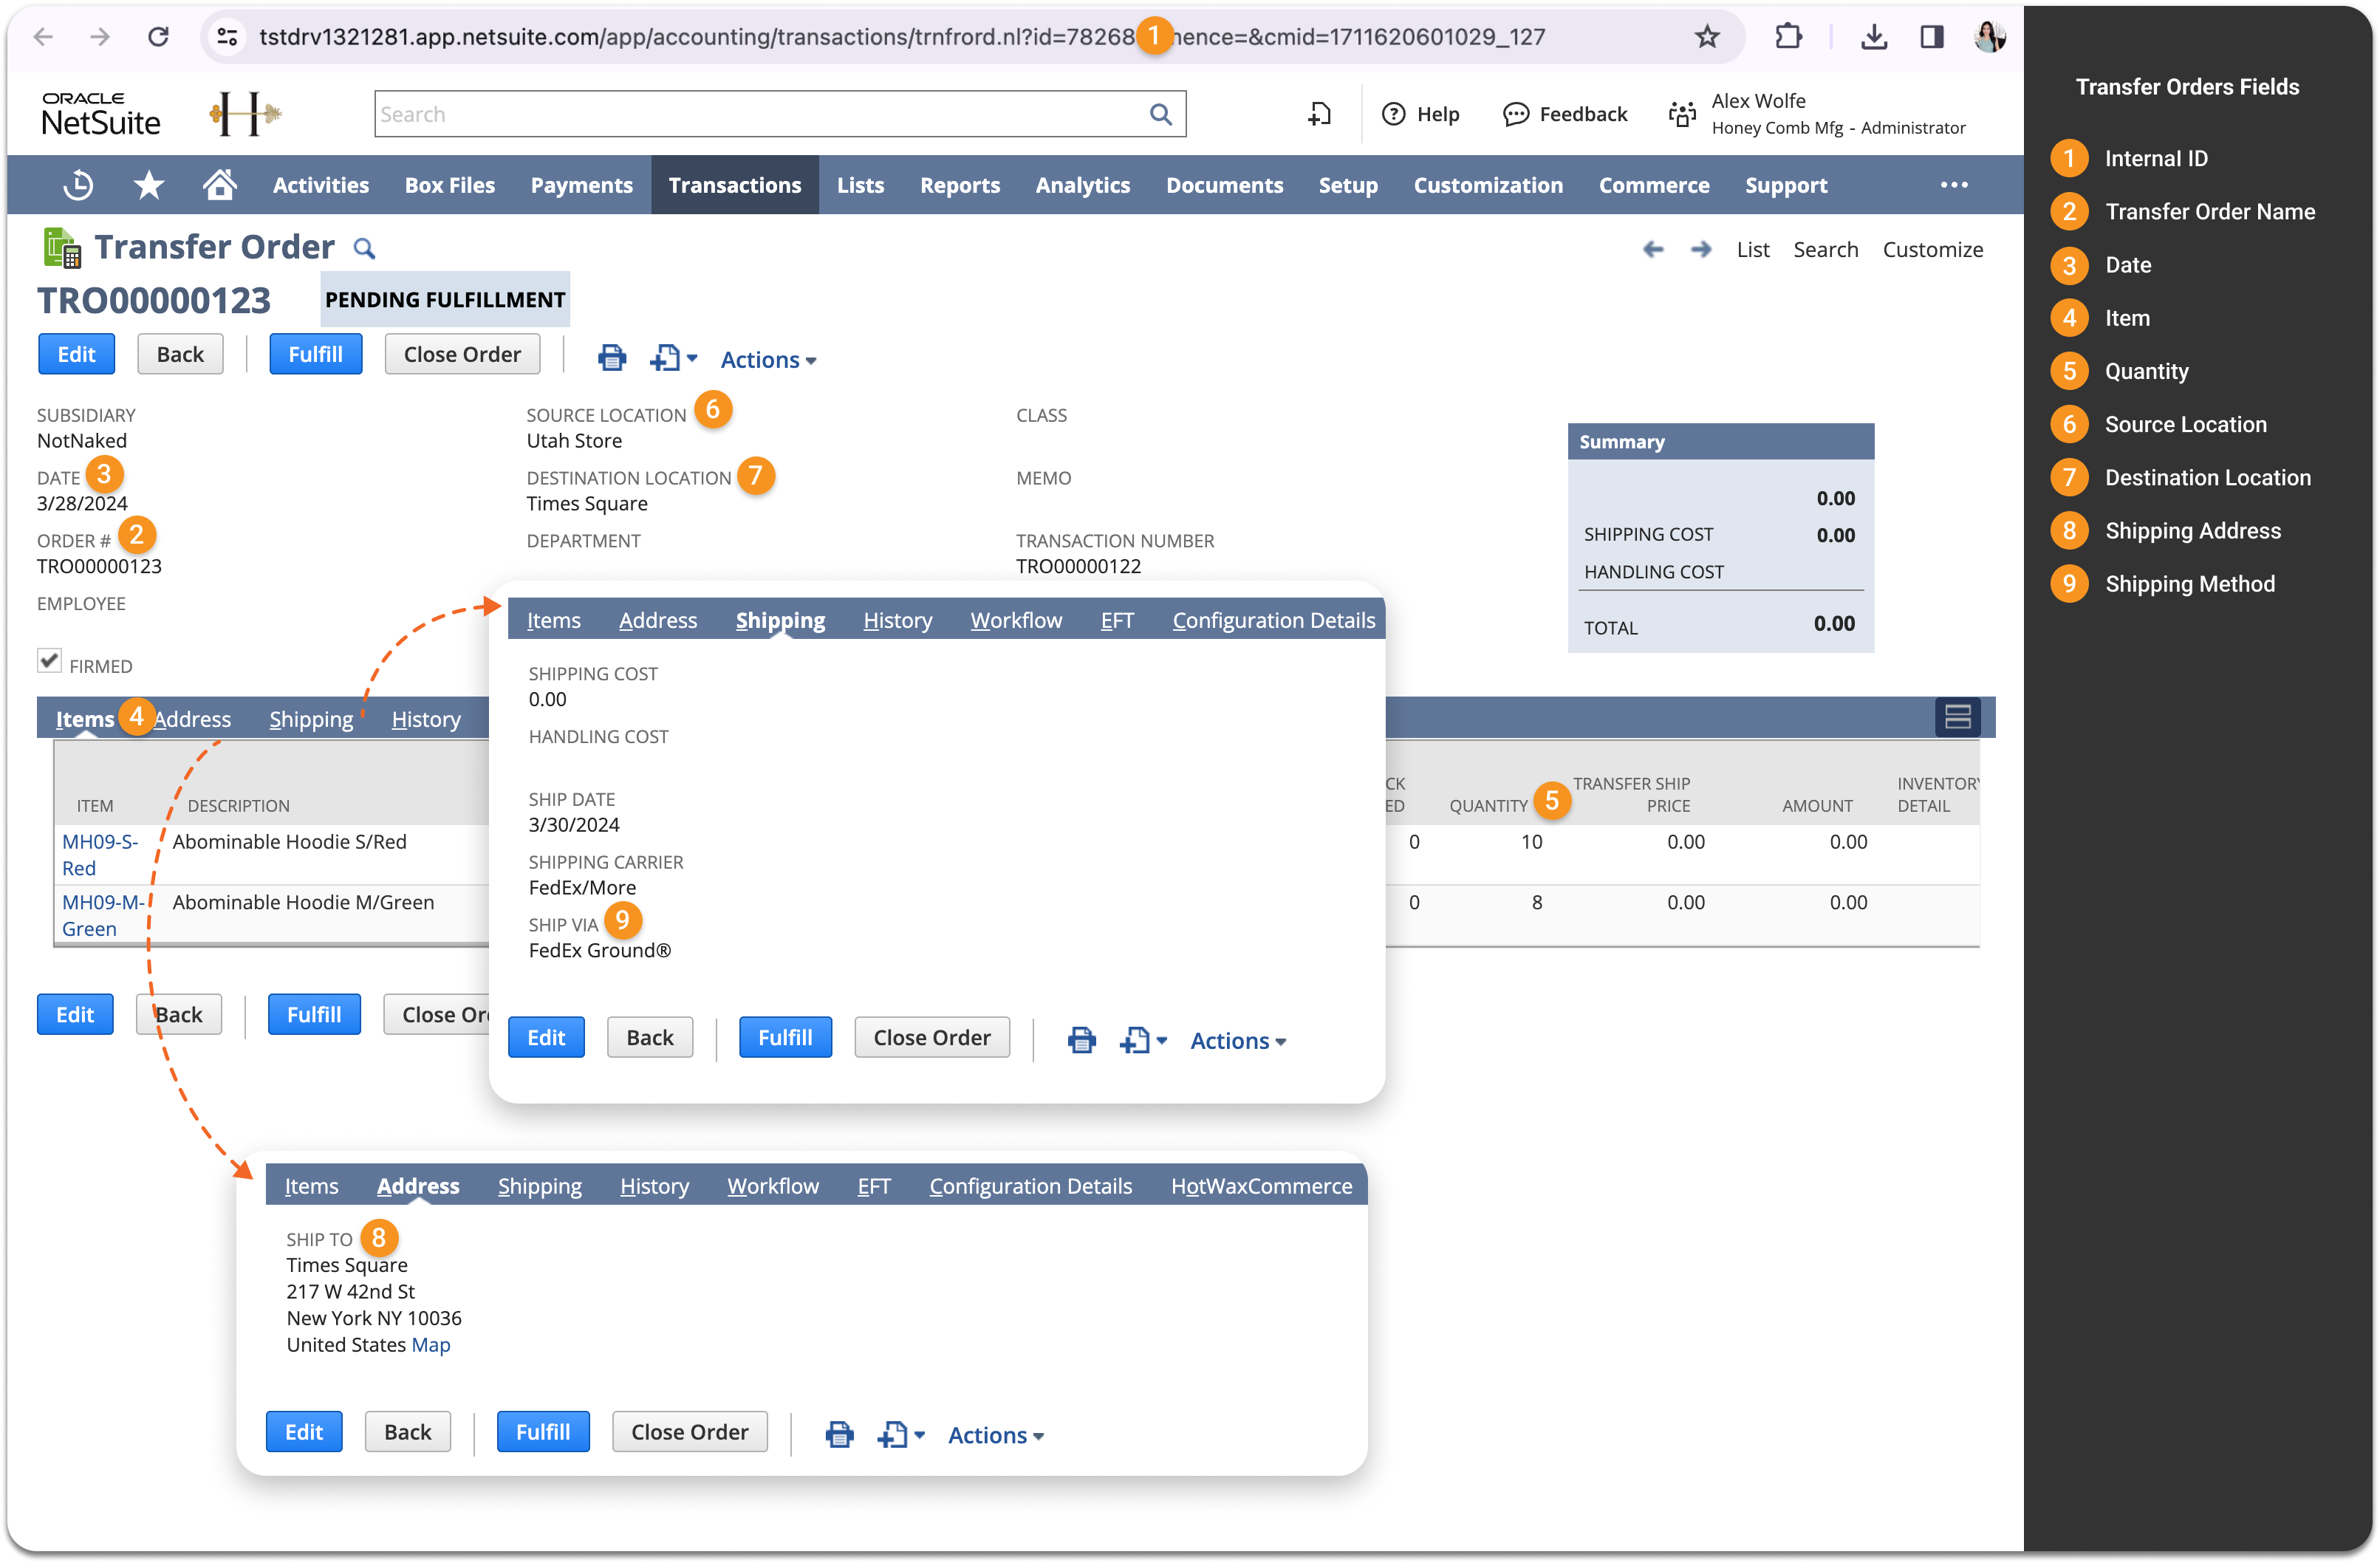 tstdrv1321281.app.netsuite.com/app/accounting/transactions/trnfrord.nl?id=78268 1 hence=&cmid=1711620601029_127
ORACLE
NetSuite
H
Search
Help
Feedback
Alex Wolfe
Honey Comb Mfg - Administrator
Activities Box Files Payments Transactions Lists Reports Analytics Documents Setup Customization Commerce Support
Transfer Order
List Search Customize
TRO00000123 PENDING FULFILLMENT
Edit Back Fulfill Close Order Actions
SUBSIDIARY
NotNaked
DATE 3
3/28/2024
ORDER # 2
TRO00000123
EMPLOYEE
FIRMED
SOURCE LOCATION 6
Utah Store
DESTINATION LOCATION 7
Times Square
DEPARTMENT
CLASS
MEMO
TRANSACTION NUMBER
TRO00000122
Summary
0.00
SHIPPING COST 0.00
HANDLING COST
TOTAL 0.00
Items 4 Address Shipping History
ITEM DESCRIPTION
CK
ED
QUANTITY 5
TRANSFER SHIP
PRICE
AMOUNT
INVENTORY
DETAIL
MH09-S-
Red
Abominable Hoodie S/Red
0 10 0.00 0.00
MH09-M-
Green
Abominable Hoodie M/Green
0 8 0.00 0.00
Edit Back Fulfill Close Or
Items Address Shipping History Workflow EFT Configuration Details
SHIPPING COST
0.00
HANDLING COST
SHIP DATE
3/30/2024
SHIPPING CARRIER
FedEx/More
SHIP VIA 9
FedEx Ground®
Edit Back Fulfill Close Order Actions
Items Address Shipping History Workflow EFT Configuration Details HotWaxCommerce
SHIP TO 8
Times Square
217 W 42nd St
New York NY 10036
United States Map
Edit Back Fulfill Close Order Actions
Transfer Orders Fields
1 Internal ID
2 Transfer Order Name
3 Date
4 Item
5 Quantity
6 Source Location
7 Destination Location
8 Shipping Address
9 Shipping Method